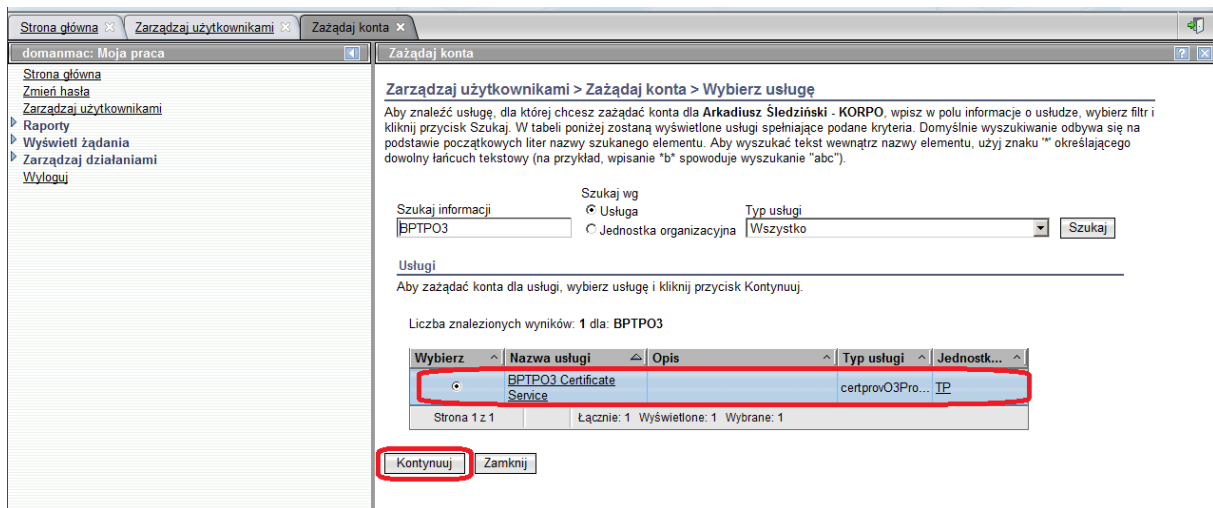 Strona główna
Zarządzaj użytkownikami
Zażądaj konta
domanmac: Moja praca
Zażądaj konta
Strona główna
Zmień hasła
Zarządzaj użytkownikami
Raporty
Wyświetl żądania
Zarządzaj działaniami
Wyloguj
Zarządzaj użytkownikami > Zażądaj konta > Wybierz usługę
Aby znaleźć usługę, dla której chcesz zażądać konta dla Arkadiusz Śledziński - KORPO, wpisz w polu informacje o usłudze, wybierz filtr i
kliknij przycisk Szukaj. W tabeli poniżej zostaną wyświetlone usługi spełniające podane kryteria. Domyślnie wyszukiwanie odbywa się na
podstawie początkowych liter nazwy szukanego elementu. Aby wyszukać tekst wewnątrz nazwy elementu, użyj znaku '*' określającego
dowolny łańcuch tekstowy (na przykład, wpisanie *b* spowoduje wyszukanie "abc").
Szukaj wg
Szukaj informacji
Usługa
Typ usługi
BPTPO3
Jednostka organizacyjna
Wszystko
Szukaj
Usługi
Aby zażądać konta dla usługi, wybierz usługę i kliknij przycisk Kontynuuj.
Liczba znalezionych wyników: 1 dla: BPTPO3
Wybierz Nazwa usługi Opis Typ usługi Jednostk...
BPTPO3 Certificate
Service
certprovO3Pro... TP
Strona 1 z 1 Łącznie: 1 Wyświetlone: 1 Wybrane: 1
Kontynuuj Zamknij